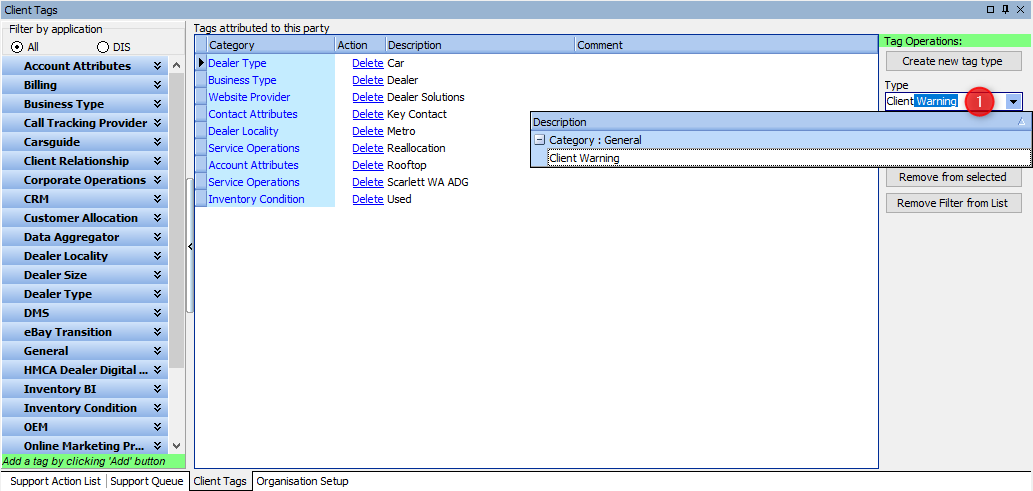 Client Tags
Filter by application
All
DIS
Account Attributes
Billing
Business Type
Call Tracking Provider
Carsguide
Client Relationship
Corporate Operations
CRM
Customer Allocation
Data Aggregator
Dealer Locality
Dealer Size
Dealer Type
DMS
eBay Transition
General
HMCA Dealer Digital ...
Inventory BI
Inventory Condition
OEM
Online Marketing Pr...
Add a tag by clicking 'Add' button
Tags attributed to this party
Category Action Description Comment
Dealer Type Delete Car
Business Type Delete Dealer
Website Provider Delete Dealer Solutions
Contact Attributes Delete Key Contact
Dealer Locality Delete Metro
Service Operations Delete Reallocation
Account Attributes Delete Rooftop
Service Operations Delete Scarlett WA ADG
Inventory Condition Delete Used
Tag Operations:
Create new tag type
Type
Client Warning 1
Description
Category : General
Client Warning
Remove from selected
Remove Filter from List
Support Action List Support Queue Client Tags Organisation Setup